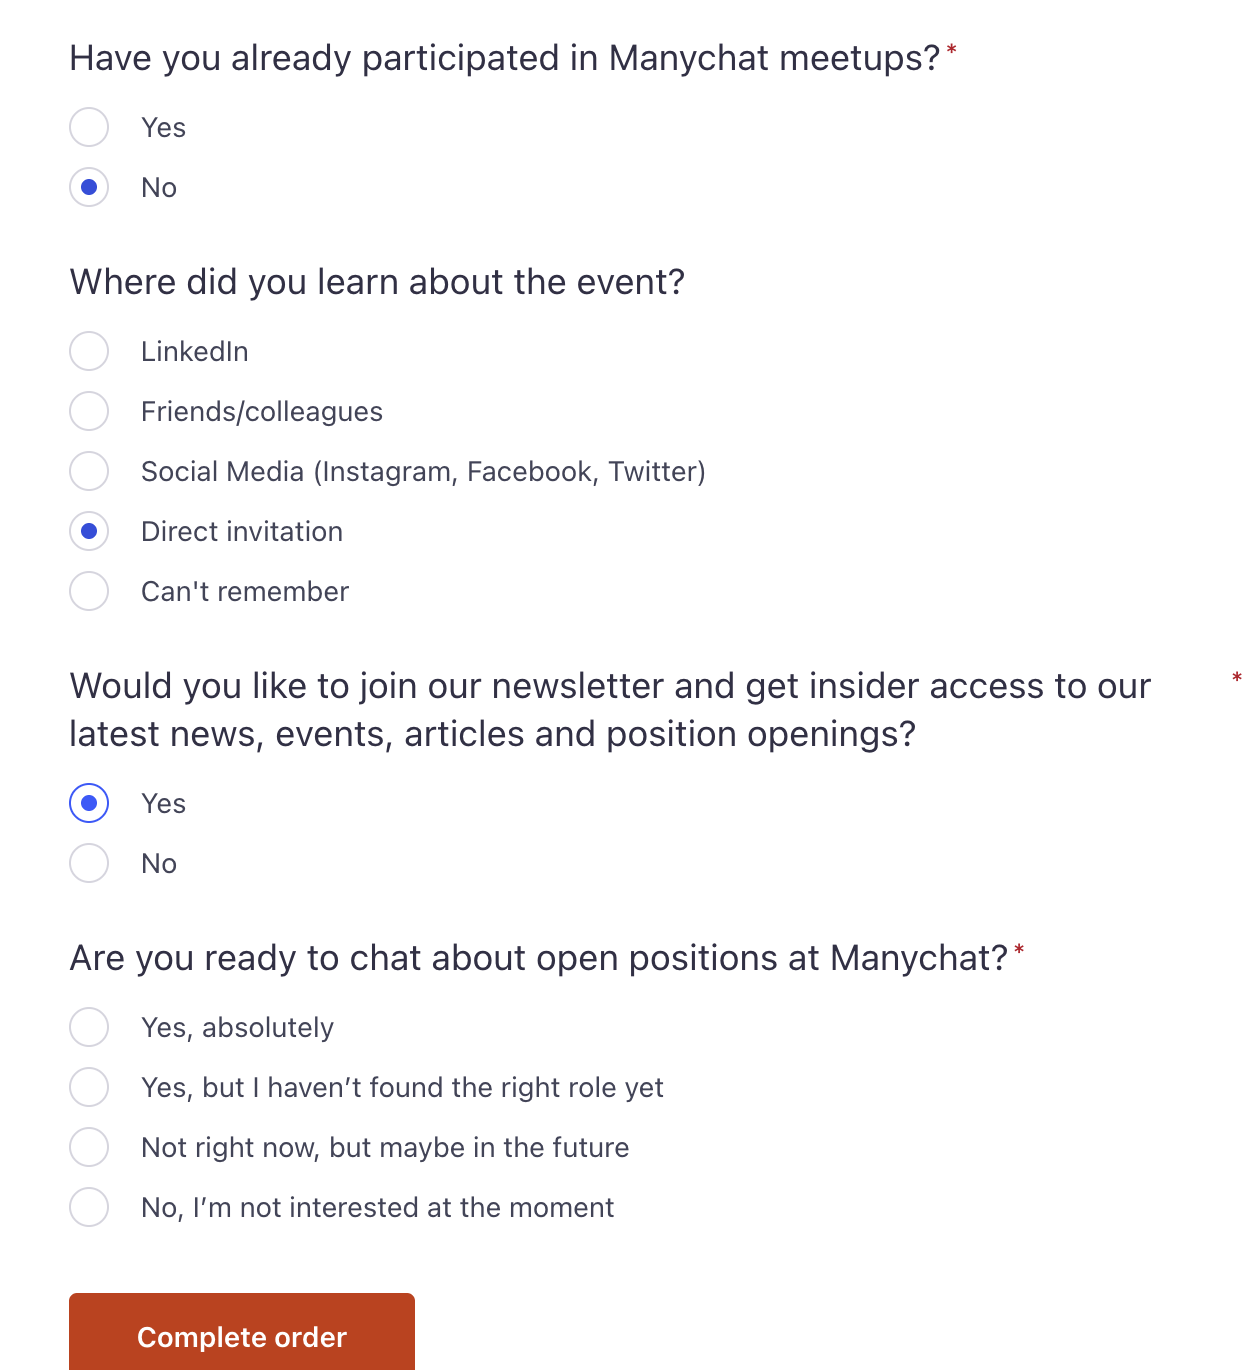 Have you already participated in Manychat meetups?*
Yes
No
Where did you learn about the event?
LinkedIn
Friends/colleagues
Social Media (Instagram, Facebook, Twitter)
Direct invitation
Can't remember
Would you like to join our newsletter and get insider access to our *
latest news, events, articles and position openings?
Yes
No
Are you ready to chat about open positions at Manychat?*
Yes, absolutely
Yes, but I haven’t found the right role yet
Not right now, but maybe in the future
No, I’m not interested at the moment
Complete order